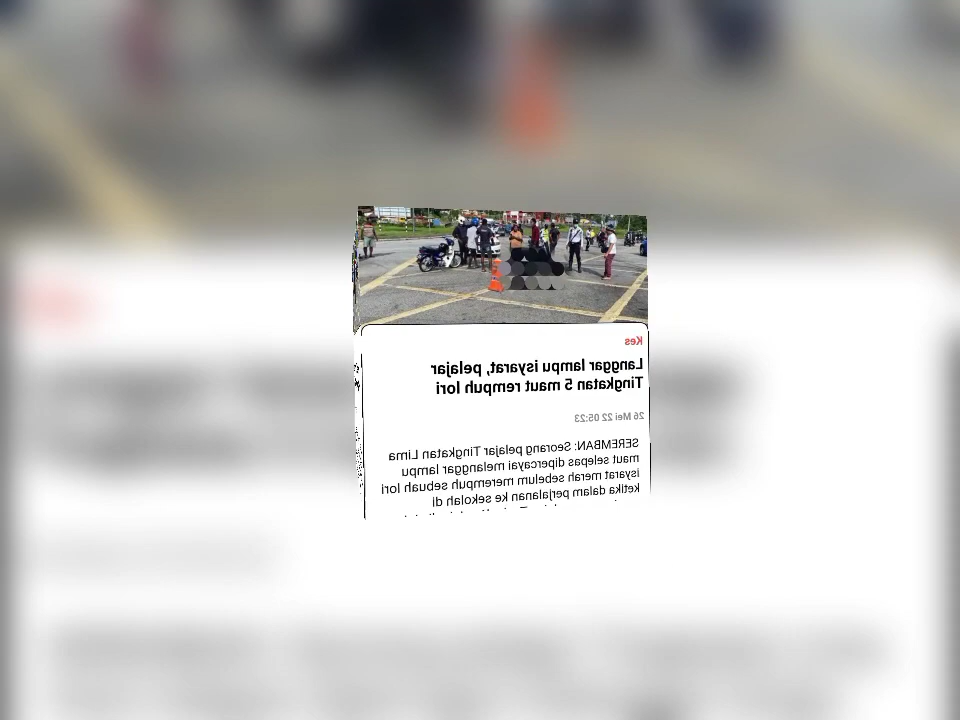 Kes
Langgar lampu isyarat, pelajar
Tingkatan 5 maut rempuh lori
26 Mei 22 05:23
SEREMBAN: Seorang pelajar Tingkatan Lima
maut selepas dipercayai melanggar lampu
isyarat merah sebelum merempuh sebuah lori
ketika dalam perjalanan ke sekolah di